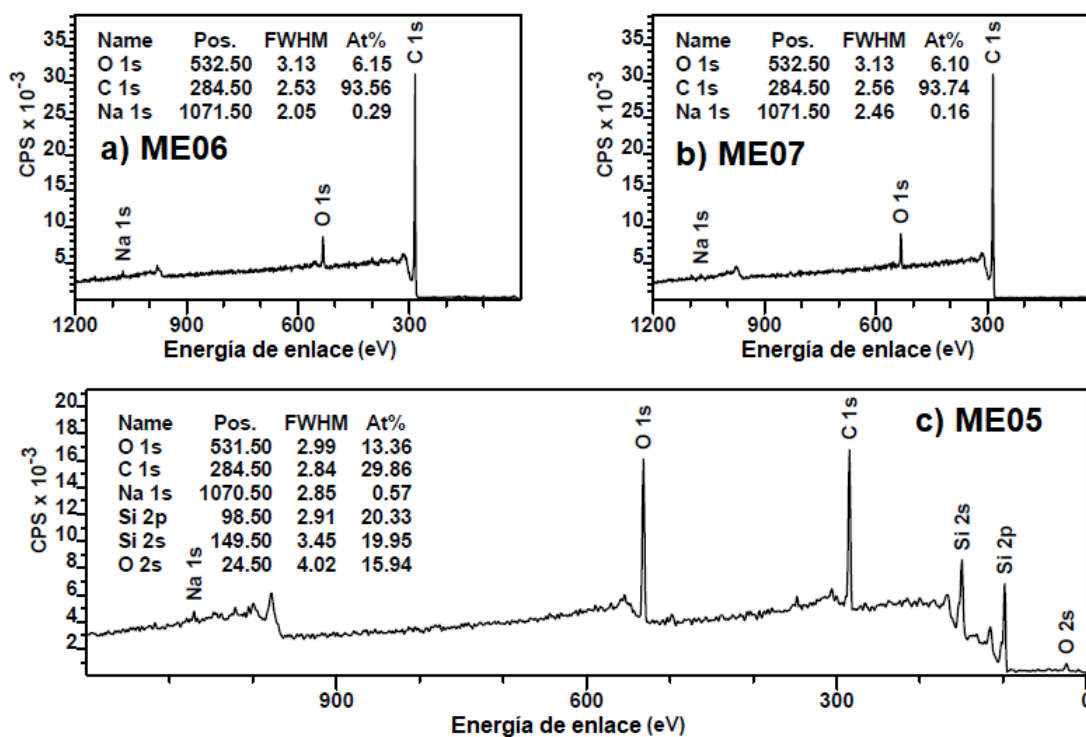 CPS x 10⁻³
35
30
25
20
15
10
5
Name Pos. FWHM At%
O 1s 532.50 3.13 6.15
C 1s 284.50 2.53 93.56
Na 1s 1071.50 2.05 0.29
a) ME06
Na 1s
O 1s
C 1s
1200 900 600 300
Energía de enlace (eV)
CPS x 10⁻³
35
30
25
20
15
10
5
Name Pos. FWHM At%
O 1s 532.50 3.13 6.10
C 1s 284.50 2.56 93.74
Na 1s 1071.50 2.46 0.16
b) ME07
Na 1s
O 1s
C 1s
1200 900 600 300
Energía de enlace (eV)
CPS x 10⁻³
20
18
16
14
12
10
8
6
4
2
Name Pos. FWHM At%
O 1s 531.50 2.99 13.36
C 1s 284.50 2.84 29.86
Na 1s 1070.50 2.85 0.57
Si 2p 98.50 2.91 20.33
Si 2s 149.50 3.45 19.95
O 2s 24.50 4.02 15.94
c) ME05
Na 1s
O 1s
C 1s
Si 2s
Si 2p
O 2s
900 600 300 0
Energía de enlace (eV)